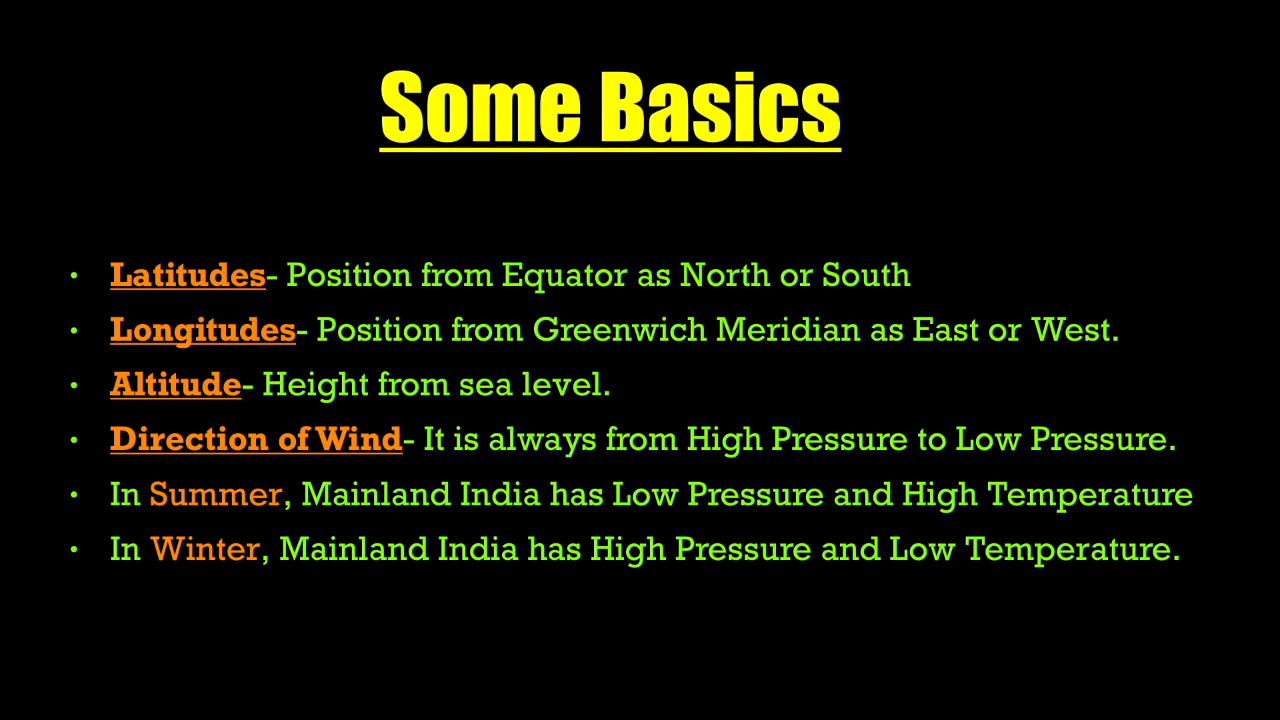 Some Basics
• Latitudes- Position from Equator as North or South
• Longitudes- Position from Greenwich Meridian as East or West.
• Altitude- Height from sea level.
• Direction of Wind- It is always from High Pressure to Low Pressure.
• In Summer, Mainland India has Low Pressure and High Temperature
• In Winter, Mainland India has High Pressure and Low Temperature.